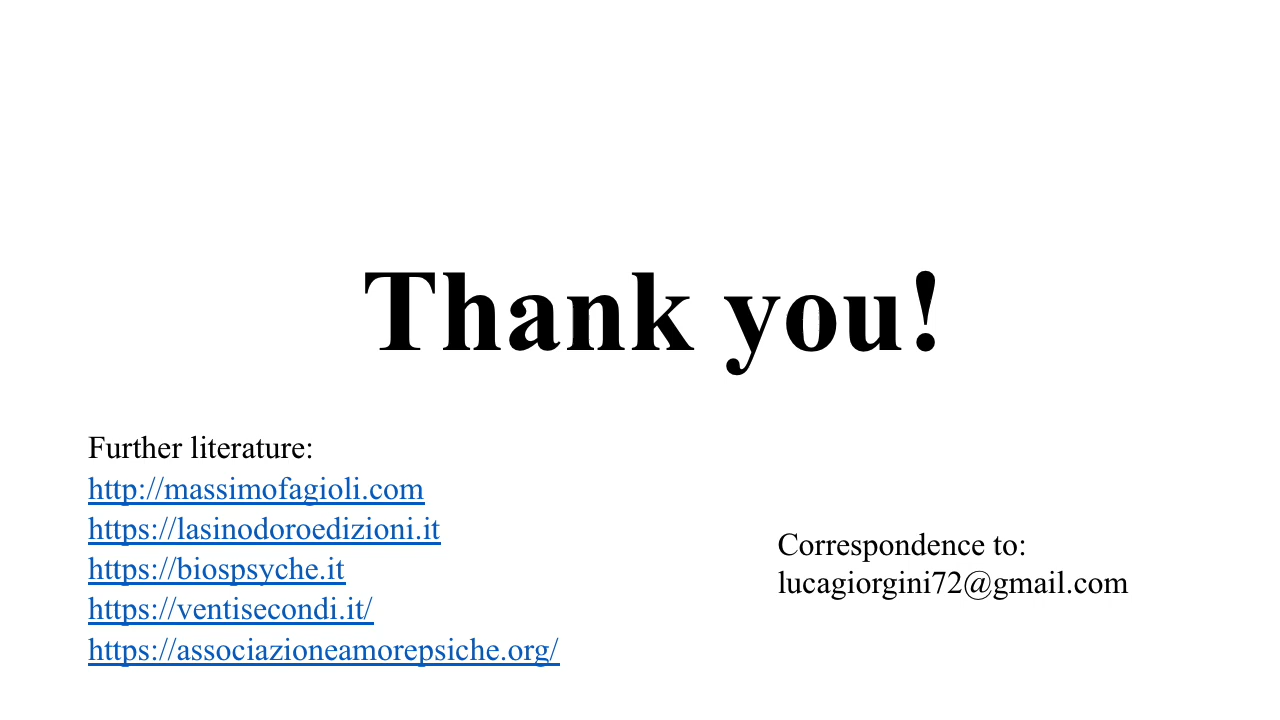 Thank you!
Further literature:
http://massimofagioli.com
https://lasinodoroedizioni.it
https://biospsyche.it
https://ventisecondi.it/
https://associazioneamorepsiche.org/
Correspondence to:
lucagiorgini72@gmail.com